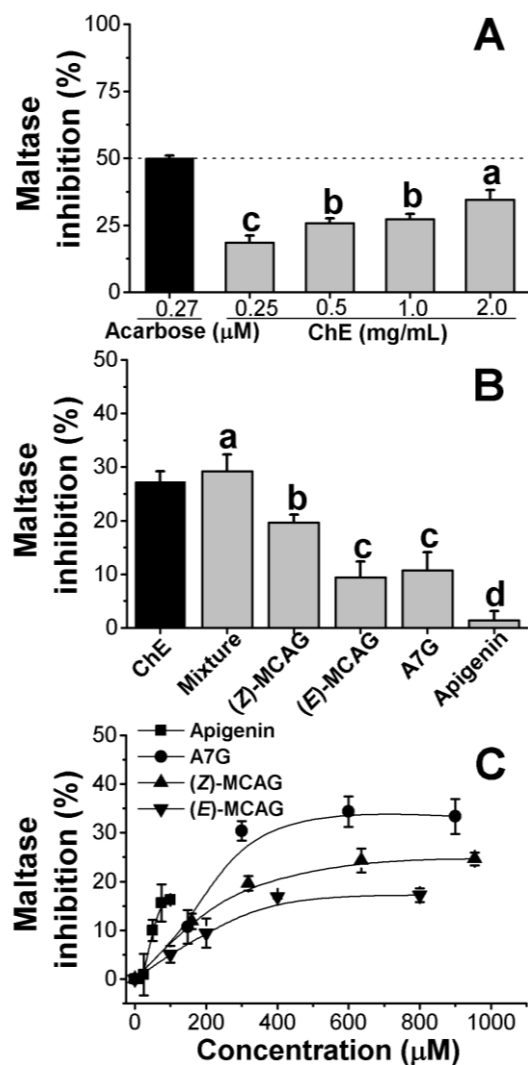 A
Maltase
inhibition (%)
100
75
50
25
0
c
b
b
a
0.27
0.25
0.5
1.0
2.0
Acarbose (μM)
ChE (mg/mL)
B
Maltase
inhibition (%)
50
40
30
20
10
0
a
b
c
c
d
ChE
Mixture
(Z)-MCAG
(E)-MCAG
A7G
Apigenin
C
Apigenin
A7G
(Z)-MCAG
(E)-MCAG
Maltase
inhibition (%)
50
40
30
20
10
0
0 200 400 600 800 1000
Concentration (μM)